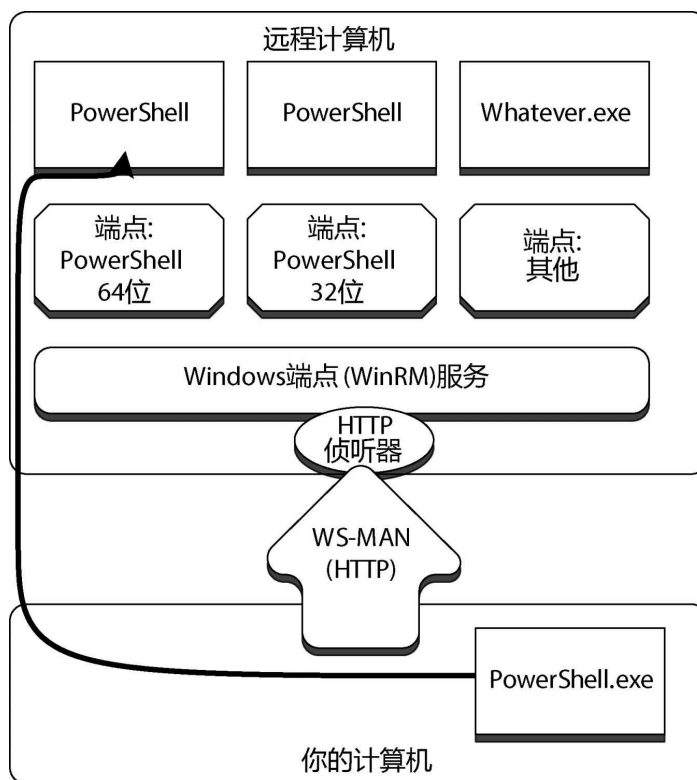 远程计算机
PowerShell
PowerShell
Whatever.exe
端点:
PowerShell
64位
端点:
PowerShell
32位
端点:
其他
Windows端点 (WinRM)服务
HTTP
侦听器
WS-MAN
(HTTP)
PowerShell.exe
你的计算机